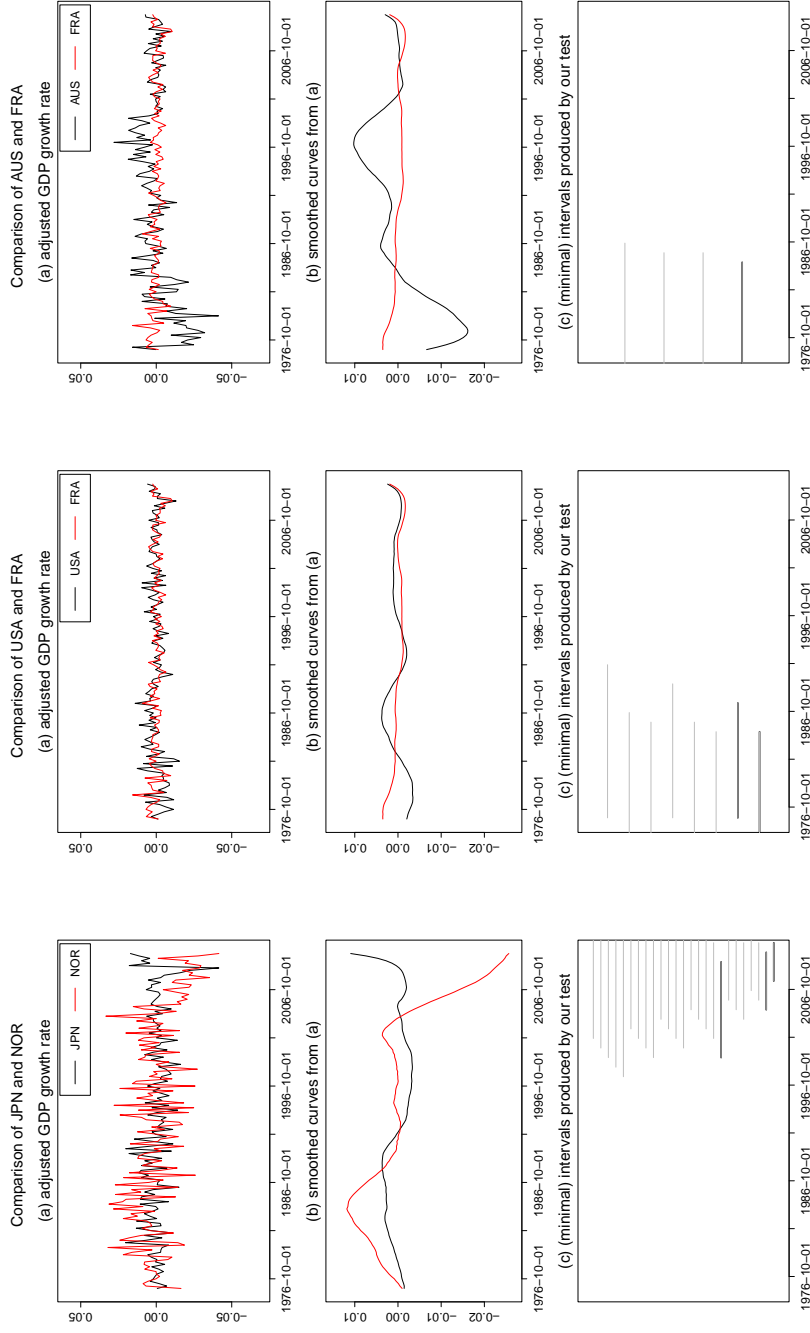 Comparison of JPN and NOR
(a) adjusted GDP growth rate
JPN NOR
0.05
0.00
−0.05
1976−10−01 1986−10−01 1996−10−01 2006−10−01
(b) smoothed curves from (a)
0.01
0.00
−0.01
−0.02
1976−10−01 1986−10−01 1996−10−01 2006−10−01
(c) (minimal) intervals produced by our test
1976−10−01 1986−10−01 1996−10−01 2006−10−01
Comparison of USA and FRA
(a) adjusted GDP growth rate
USA FRA
0.05
0.00
−0.05
1976−10−01 1986−10−01 1996−10−01 2006−10−01
(b) smoothed curves from (a)
0.01
0.00
−0.01
−0.02
1976−10−01 1986−10−01 1996−10−01 2006−10−01
(c) (minimal) intervals produced by our test
1976−10−01 1986−10−01 1996−10−01 2006−10−01
Comparison of AUS and FRA
(a) adjusted GDP growth rate
AUS FRA
0.05
0.00
−0.05
1976−10−01 1986−10−01 1996−10−01 2006−10−01
(b) smoothed curves from (a)
0.01
0.00
−0.01
−0.02
1976−10−01 1986−10−01 1996−10−01 2006−10−01
(c) (minimal) intervals produced by our test
1976−10−01 1986−10−01 1996−10−01 2006−10−01